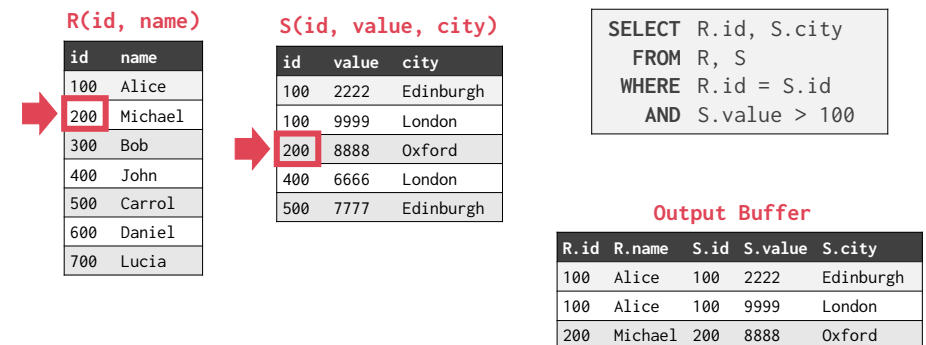 R(id, name)
id name
100 Alice
200 Michael
300 Bob
400 John
500 Carrol
600 Daniel
700 Lucia
S(id, value, city)
id value city
100 2222 Edinburgh
100 9999 London
200 8888 Oxford
400 6666 London
500 7777 Edinburgh
SELECT R.id, S.city
FROM R, S
WHERE R.id = S.id
AND S.value > 100
Output Buffer
R.id R.name S.id S.value S.city
100 Alice 100 2222 Edinburgh
100 Alice 100 9999 London
200 Michael 200 8888 Oxford